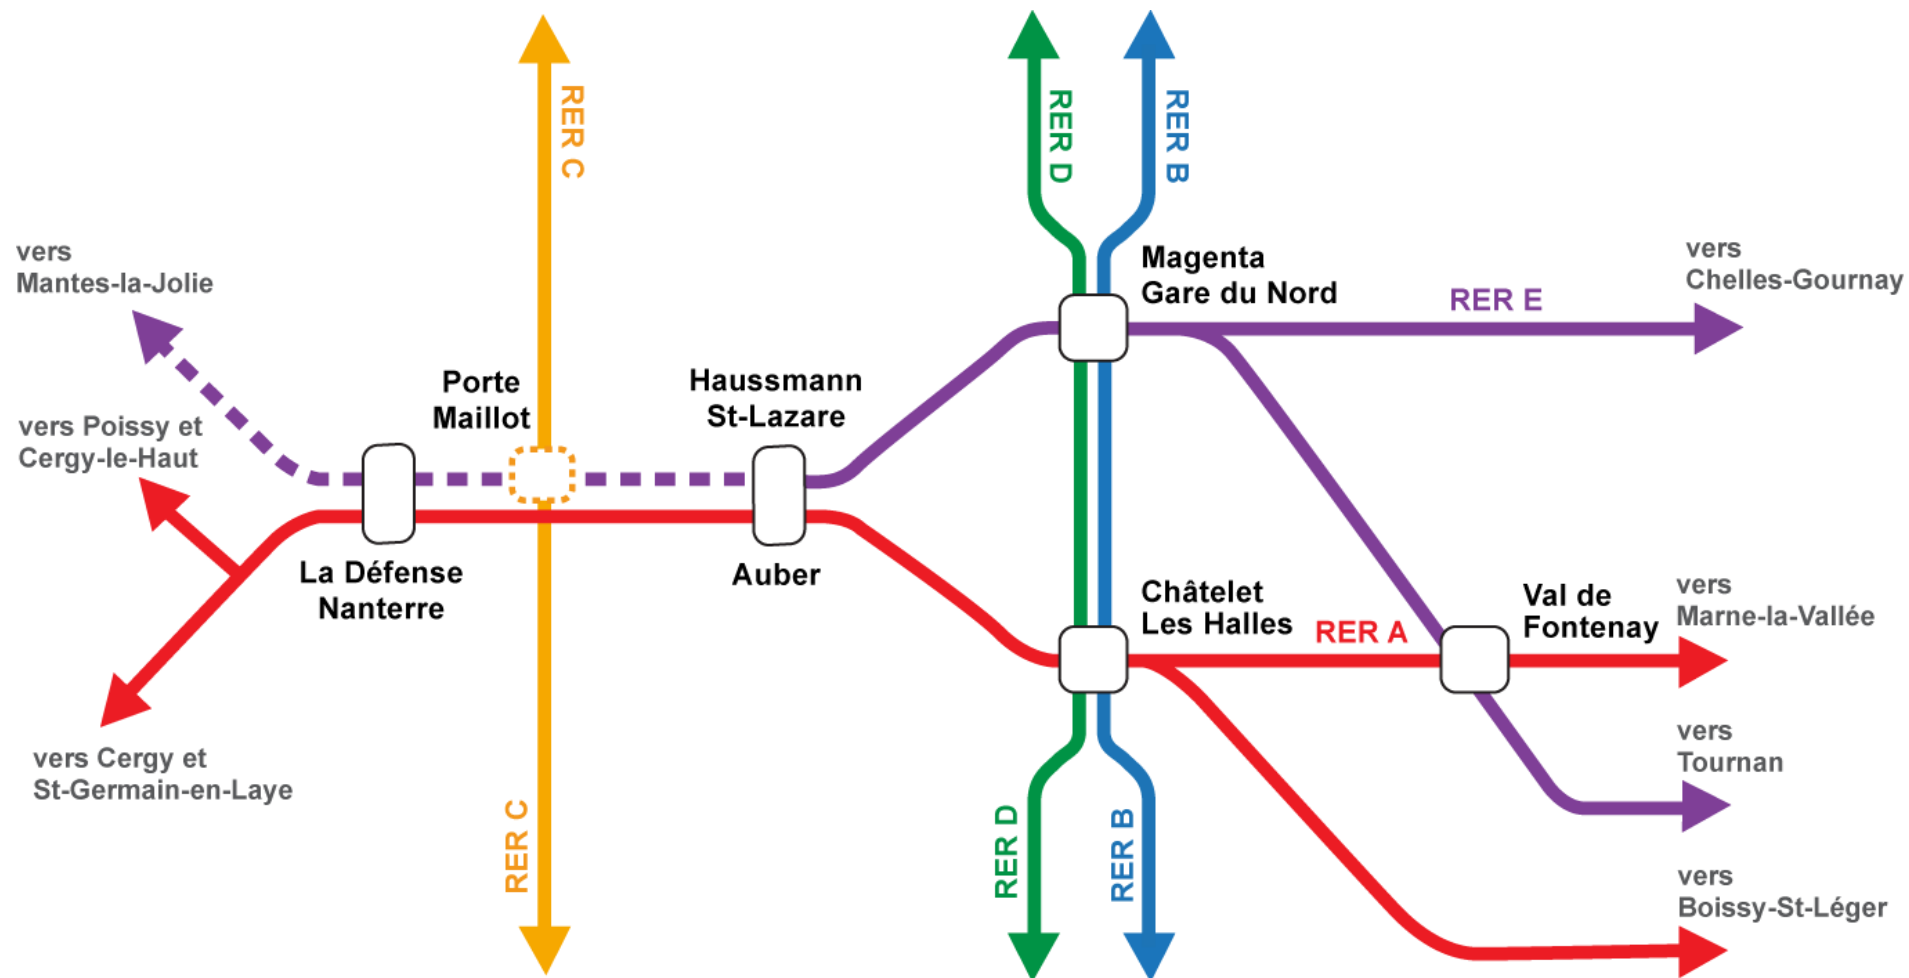 RER C
RER D
RER B
vers
Mantes-la-Jolie
Magenta
Gare du Nord
RER E
vers
Chelles-Gournay
Porte
Maillot
Haussmann
St-Lazare
vers Poissy et
Cergy-le-Haut
La Défense
Nanterre
Auber
Châtelet
Les Halles
RER A
Val de
Fontenay
vers
Marne-la-Vallée
vers Cergy et
St-Germain-en-Laye
vers
Tournan
RER C
RER D
RER B
vers
Boissy-St-Léger